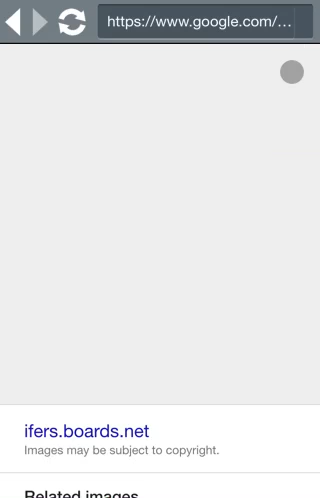 https://www.google.com/...
ifers.boards.net
Images may be subject to copyright.
Related images